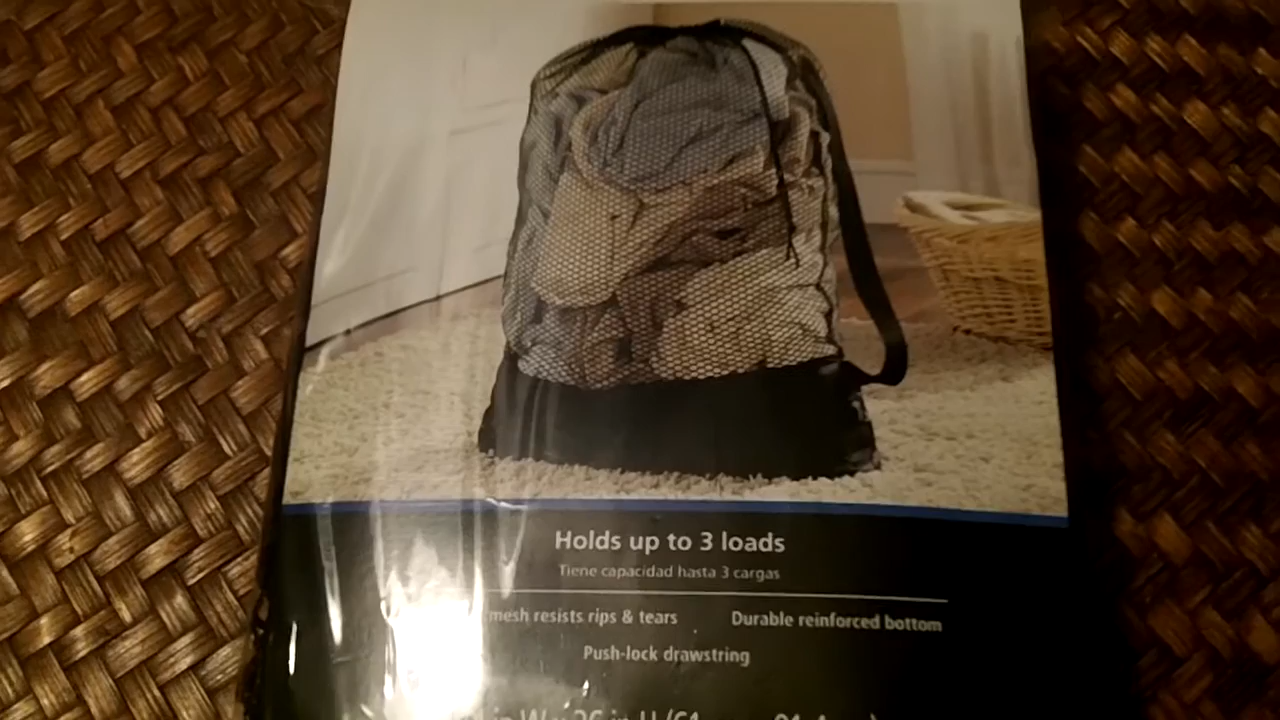 Holds up to 3 loads
Tiene capacidad hasta 3 cargas
mesh resists rips & tears Durable reinforced bottom
Push-lock drawstring